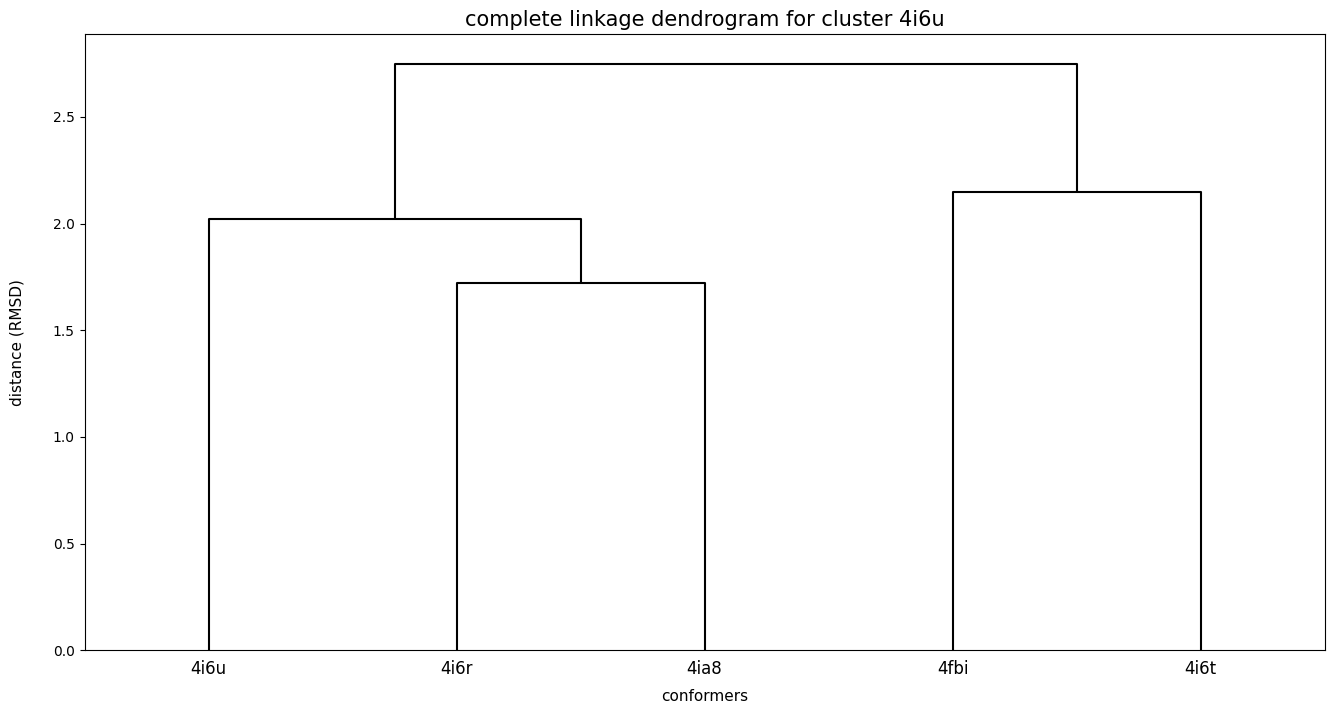 complete linkage dendrogram for cluster 4i6u
distance (RMSD)
2.5
2.0
1.5
1.0
0.5
0.0
4i6u 4i6r 4ia8 4fbi 4i6t
conformers